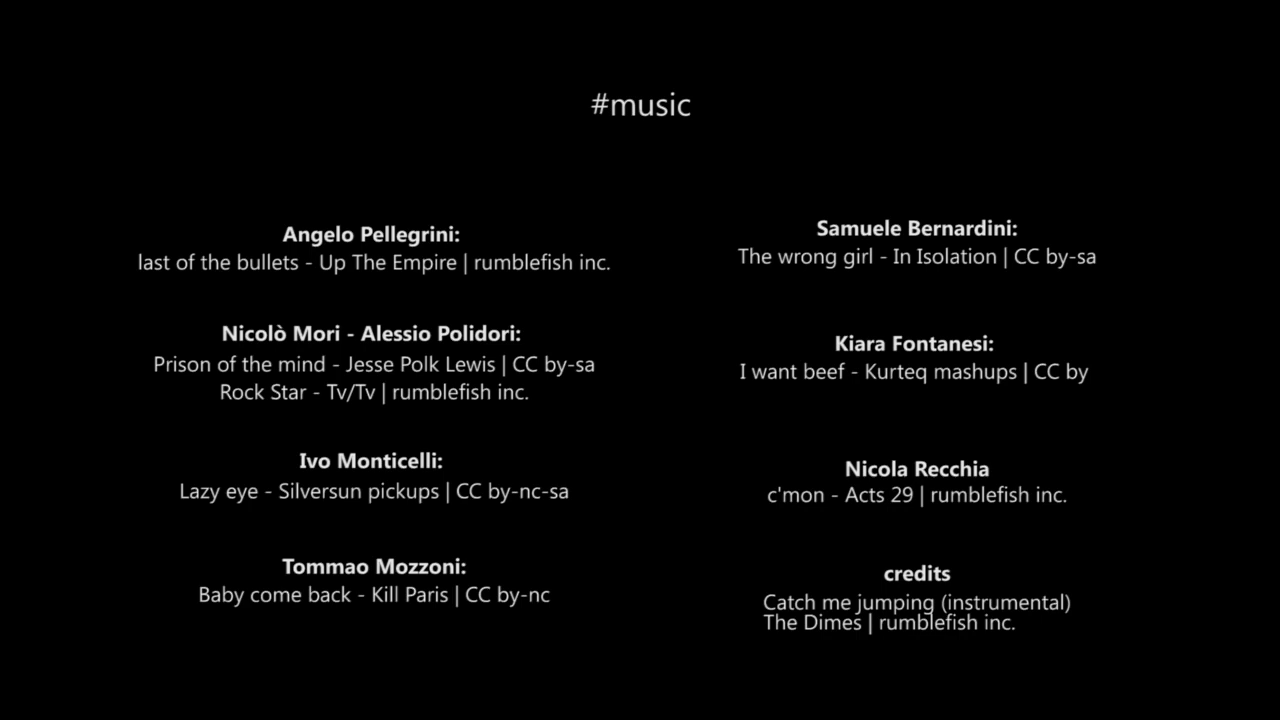 #music
Angelo Pellegrini:
last of the bullets - Up The Empire | rumblefish inc.
Nicolò Mori - Alessio Polidori:
Prison of the mind - Jesse Polk Lewis | CC by-sa
Rock Star - Tv/Tv | rumblefish inc.
Ivo Monticelli:
Lazy eye - Silversun pickups | CC by-nc-sa
Tommao Mozzoni:
Baby come back - Kill Paris | CC by-nc
Samuele Bernardini:
The wrong girl - In Isolation | CC by-sa
Kiara Fontanesi:
I want beef - Kurteq mashups | CC by
Nicola Recchia
c'mon - Acts 29 | rumblefish inc.
credits
Catch me jumping (instrumental)
The Dimes | rumblefish inc.